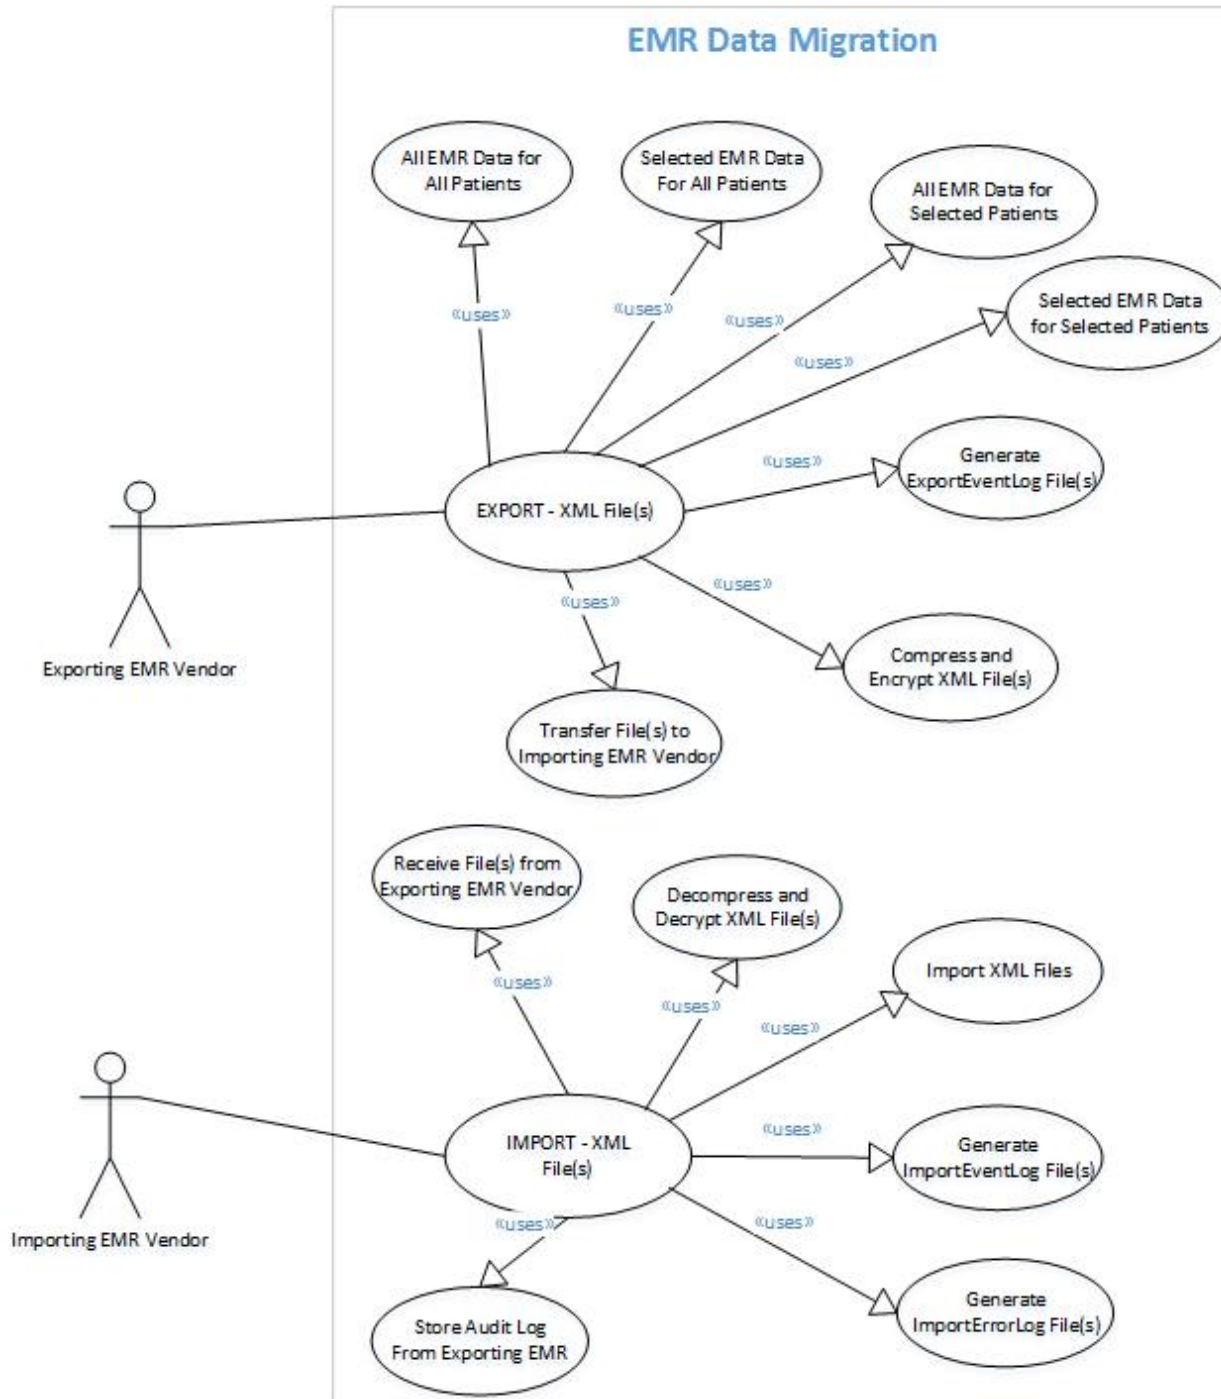 EMR Data Migration
All EMR Data for
All Patients
Selected EMR Data
For All Patients
All EMR Data for
Selected Patients
Selected EMR Data
for Selected Patients
«uses»
«uses»
«uses»
«uses»
«uses»
Generate
ExportEventLog File(s)
EXPORT - XML File(s)
«uses»
«uses»
Exporting EMR Vendor
Compress and
Encrypt XML File(s)
Transfer File(s) to
Importing EMR Vendor
Receive File(s) from
Exporting EMR Vendor
Decompress and
Decrypt XML File(s)
Import XML Files
«uses»
«uses»
«uses»
«uses»
IMPORT - XML
File(s)
Generate
ImportEventLog File(s)
«uses»
«uses»
Importing EMR Vendor
Generate
ImportErrorLog File(s)
Store Audit Log
From Exporting EMR